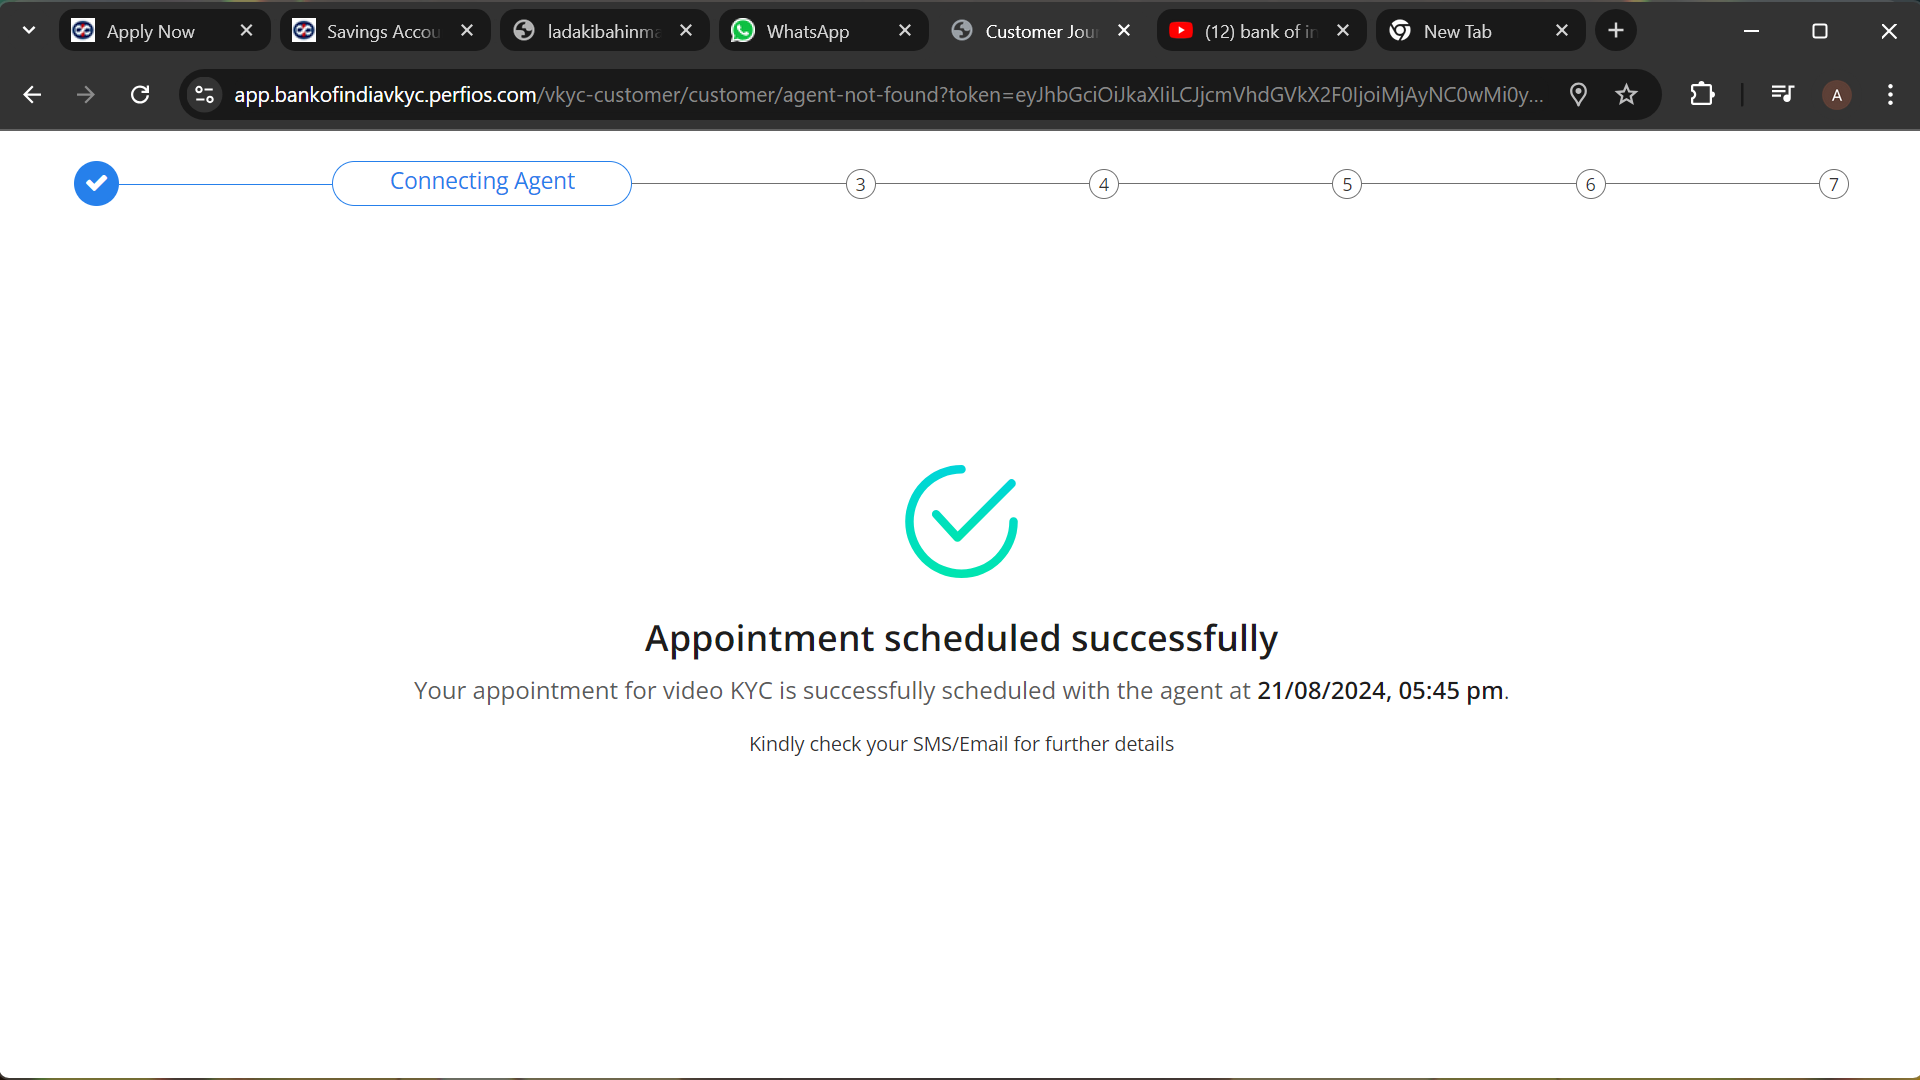 Apply Now
Savings Accou
ladakibahinma
WhatsApp
Customer Jour
(12) bank of in
New Tab
app.bankofindiavkyc.perfios.com/vkyc-customer/customer/agent-not-found?token=eyJhbGciOiJkaXIiLCJjcmVhdGVkX2F0IjoiMjAyNC0wMi0y...
A
Connecting Agent
3
4
5
6
7
Appointment scheduled successfully
Your appointment for video KYC is successfully scheduled with the agent at 21/08/2024, 05:45 pm.
Kindly check your SMS/Email for further details